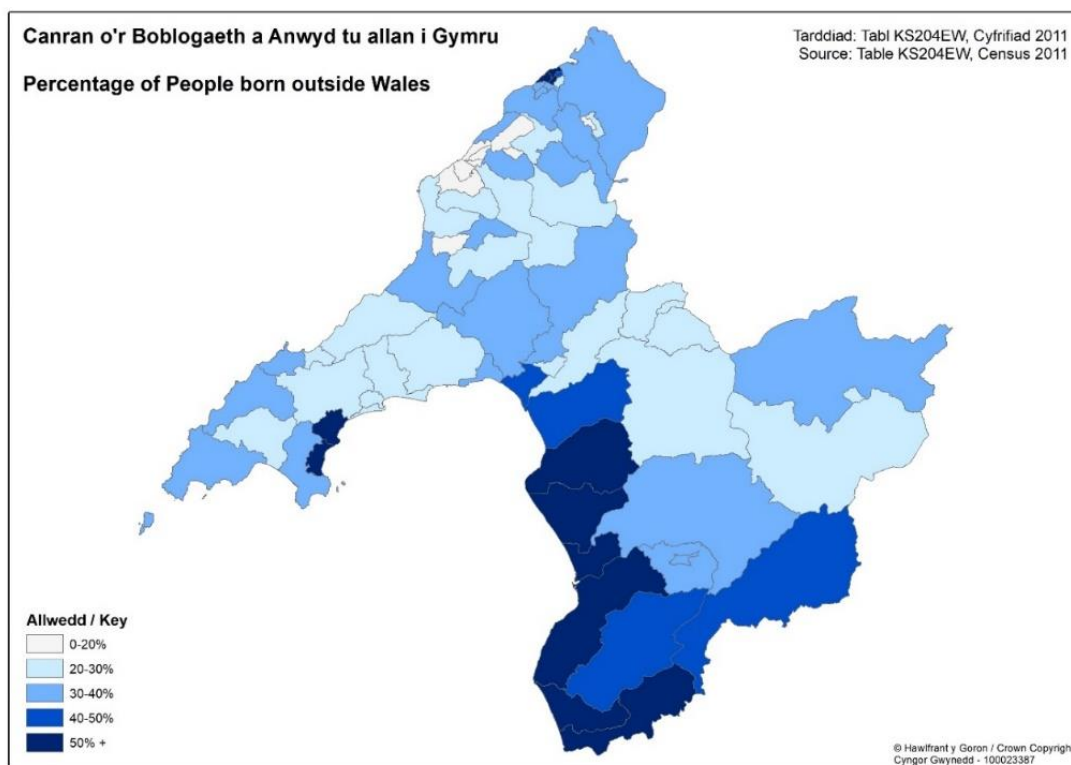 Canran o'r Boblogaeth a Anwyd tu allan i Gymru
Percentage of People born outside Wales
Tarddiad: Tabl KS204EW, Cyfrifiad 2011
Source: Table KS204EW, Census 2011
Allwedd / Key
0-20%
20-30%
30-40%
40-50%
50% +
© Hawlfrant y Goron / Crown Copyrigh
Cyngor Gwynedd - 100023387